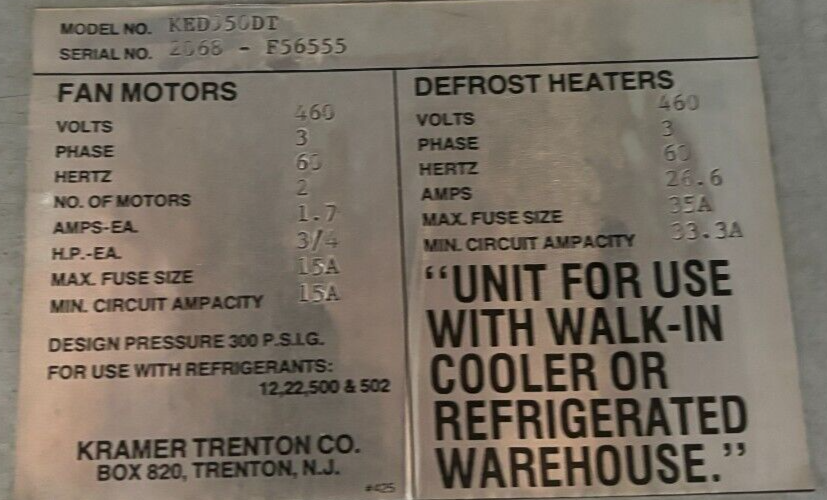 MODEL NO. KED350DT
SERIAL NO. 2068 - F56555
FAN MOTORS
VOLTS 460
PHASE 3
HERTZ 60
NO. OF MOTORS 2
AMPS-EA. 1.7
H.P.-EA. 3/4
MAX. FUSE SIZE 15A
MIN. CIRCUIT AMPACITY 15A
DESIGN PRESSURE 300 P.S.I.G.
FOR USE WITH REFRIGERANTS:
12,22,500 & 502
KRAMER TRENTON CO.
BOX 820, TRENTON, N.J.
#425
DEFROST HEATERS
VOLTS 460
PHASE 3
HERTZ 60
AMPS 26.6
MAX. FUSE SIZE 35A
MIN. CIRCUIT AMPACITY 33.3A
“UNIT FOR USE
WITH WALK-IN
COOLER OR
REFRIGERATED
WAREHOUSE.”